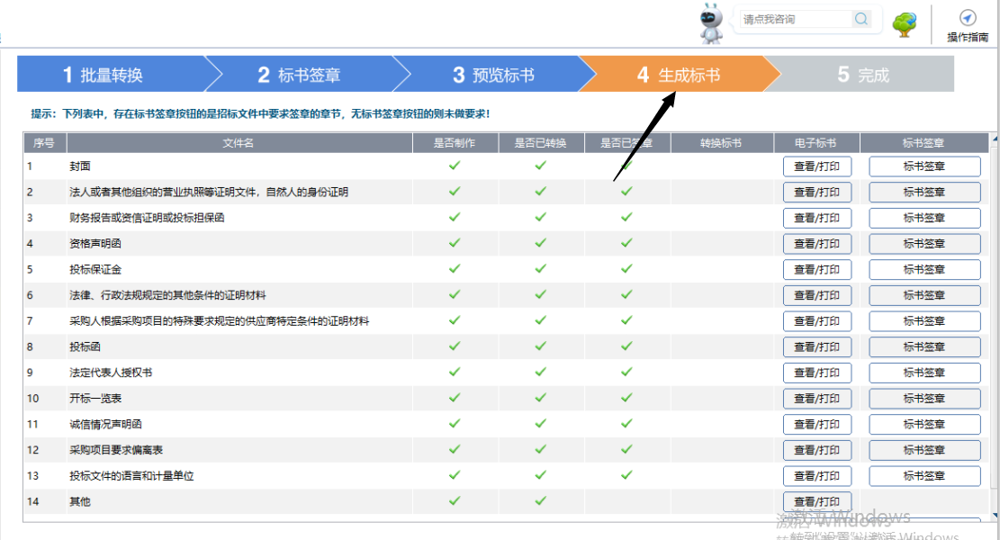 请点我咨询
操作指南
1 批量转换 2 标书签章 3 预览标书 4 生成标书 5 完成
提示：下列表中，存在标书签章按钮的是招标文件中要求签章的章节，无标书签章按钮的则未做要求！
序号 文件名 是否制作 是否已转换 是否已签章 转换标书 电子标书 标书签章
1 封面 查看/打印 标书签章
2 法人或者其他组织的营业执照等证明文件，自然人的身份证明 查看/打印 标书签章
3 财务报告或资信证明或投标担保函 查看/打印 标书签章
4 资格声明函 查看/打印 标书签章
5 投标保证金 查看/打印 标书签章
6 法律、行政法规规定的其他条件的证明材料 查看/打印 标书签章
7 采购人根据采购项目的特殊要求规定的供应商特定条件的证明材料 查看/打印 标书签章
8 投标函 查看/打印 标书签章
9 法定代表人授权书 查看/打印 标书签章
10 开标一览表 查看/打印 标书签章
11 诚信情况声明函 查看/打印 标书签章
12 采购项目要求偏离表 查看/打印 标书签章
13 投标文件的语言和计量单位 查看/打印 标书签章
14 其他 查看/打印
激活 Windows
转到"设置"以激活 Windows